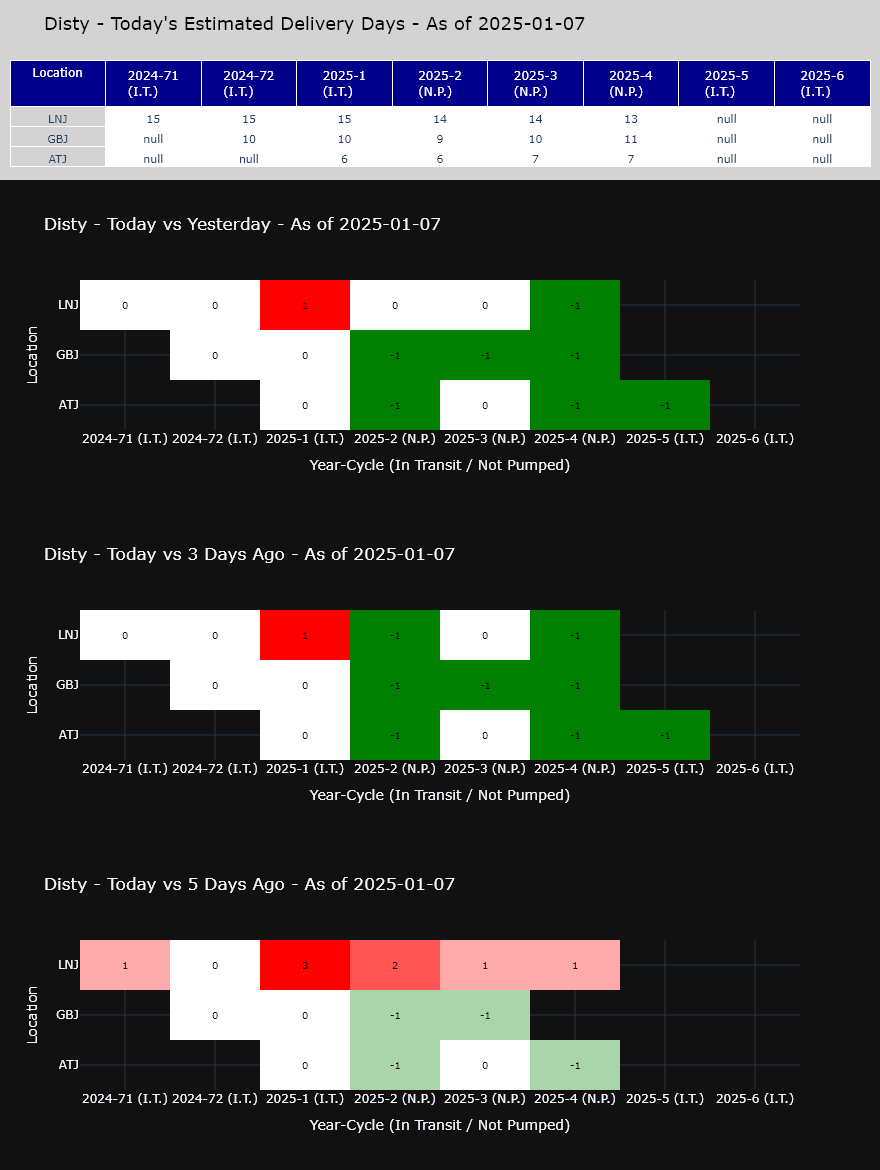 Disty - Today's Estimated Delivery Days - As of 2025-01-07
Location 2024-71 (I.T.) 2024-72 (I.T.) 2025-1 (I.T.) 2025-2 (N.P.) 2025-3 (N.P.) 2025-4 (N.P.) 2025-5 (I.T.) 2025-6 (I.T.)
LNJ 15 15 15 14 14 13 null null
GBJ null 10 10 9 10 11 null null
ATJ null null 6 6 7 7 null null
Disty - Today vs Yesterday - As of 2025-01-07
Location
LNJ 0 0 1 0 0 -1
GBJ 0 0 -1 -1 -1
ATJ 0 -1 0 -1 -1
2024-71 (I.T.) 2024-72 (I.T.) 2025-1 (I.T.) 2025-2 (N.P.) 2025-3 (N.P.) 2025-4 (N.P.) 2025-5 (I.T.) 2025-6 (I.T.)
Year-Cycle (In Transit / Not Pumped)
Disty - Today vs 3 Days Ago - As of 2025-01-07
Location
LNJ 0 0 1 -1 0 -1
GBJ 0 0 -1 -1 -1
ATJ 0 -1 0 -1 -1
2024-71 (I.T.) 2024-72 (I.T.) 2025-1 (I.T.) 2025-2 (N.P.) 2025-3 (N.P.) 2025-4 (N.P.) 2025-5 (I.T.) 2025-6 (I.T.)
Year-Cycle (In Transit / Not Pumped)
Disty - Today vs 5 Days Ago - As of 2025-01-07
Location
LNJ 1 0 3 2 1 1
GBJ 0 0 -1 -1
ATJ 0 -1 0 -1
2024-71 (I.T.) 2024-72 (I.T.) 2025-1 (I.T.) 2025-2 (N.P.) 2025-3 (N.P.) 2025-4 (N.P.) 2025-5 (I.T.) 2025-6 (I.T.)
Year-Cycle (In Transit / Not Pumped)